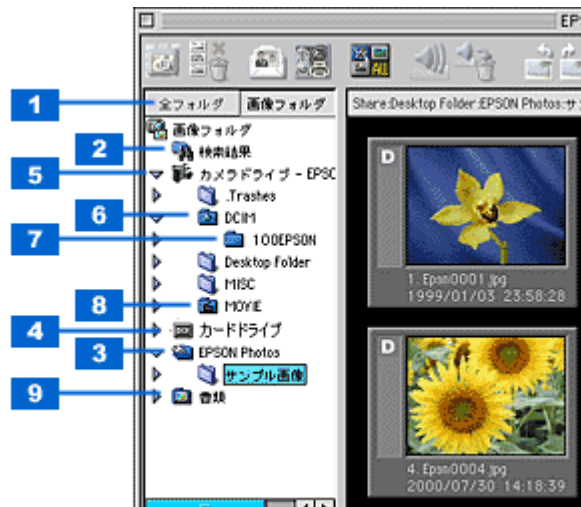 EPS
ALL
1
全フォルダ
画像フォルダ
Share:Desktop Folder:EPSON Photos:サ
画像フォルダ
2
検索結果
5
カメラドライブ - EPSC
.Trashes
6
DCIM
7
100EPSON
Desktop Folder
MISC
8
MOVIE
4
カードドライブ
3
EPSON Photos
サンプル画像
9
書類
D
1. Epsn0001.jpg
1999/01/03 23:58:28
D
4. Epsn0004.jpg
2000/07/30 14:18:39